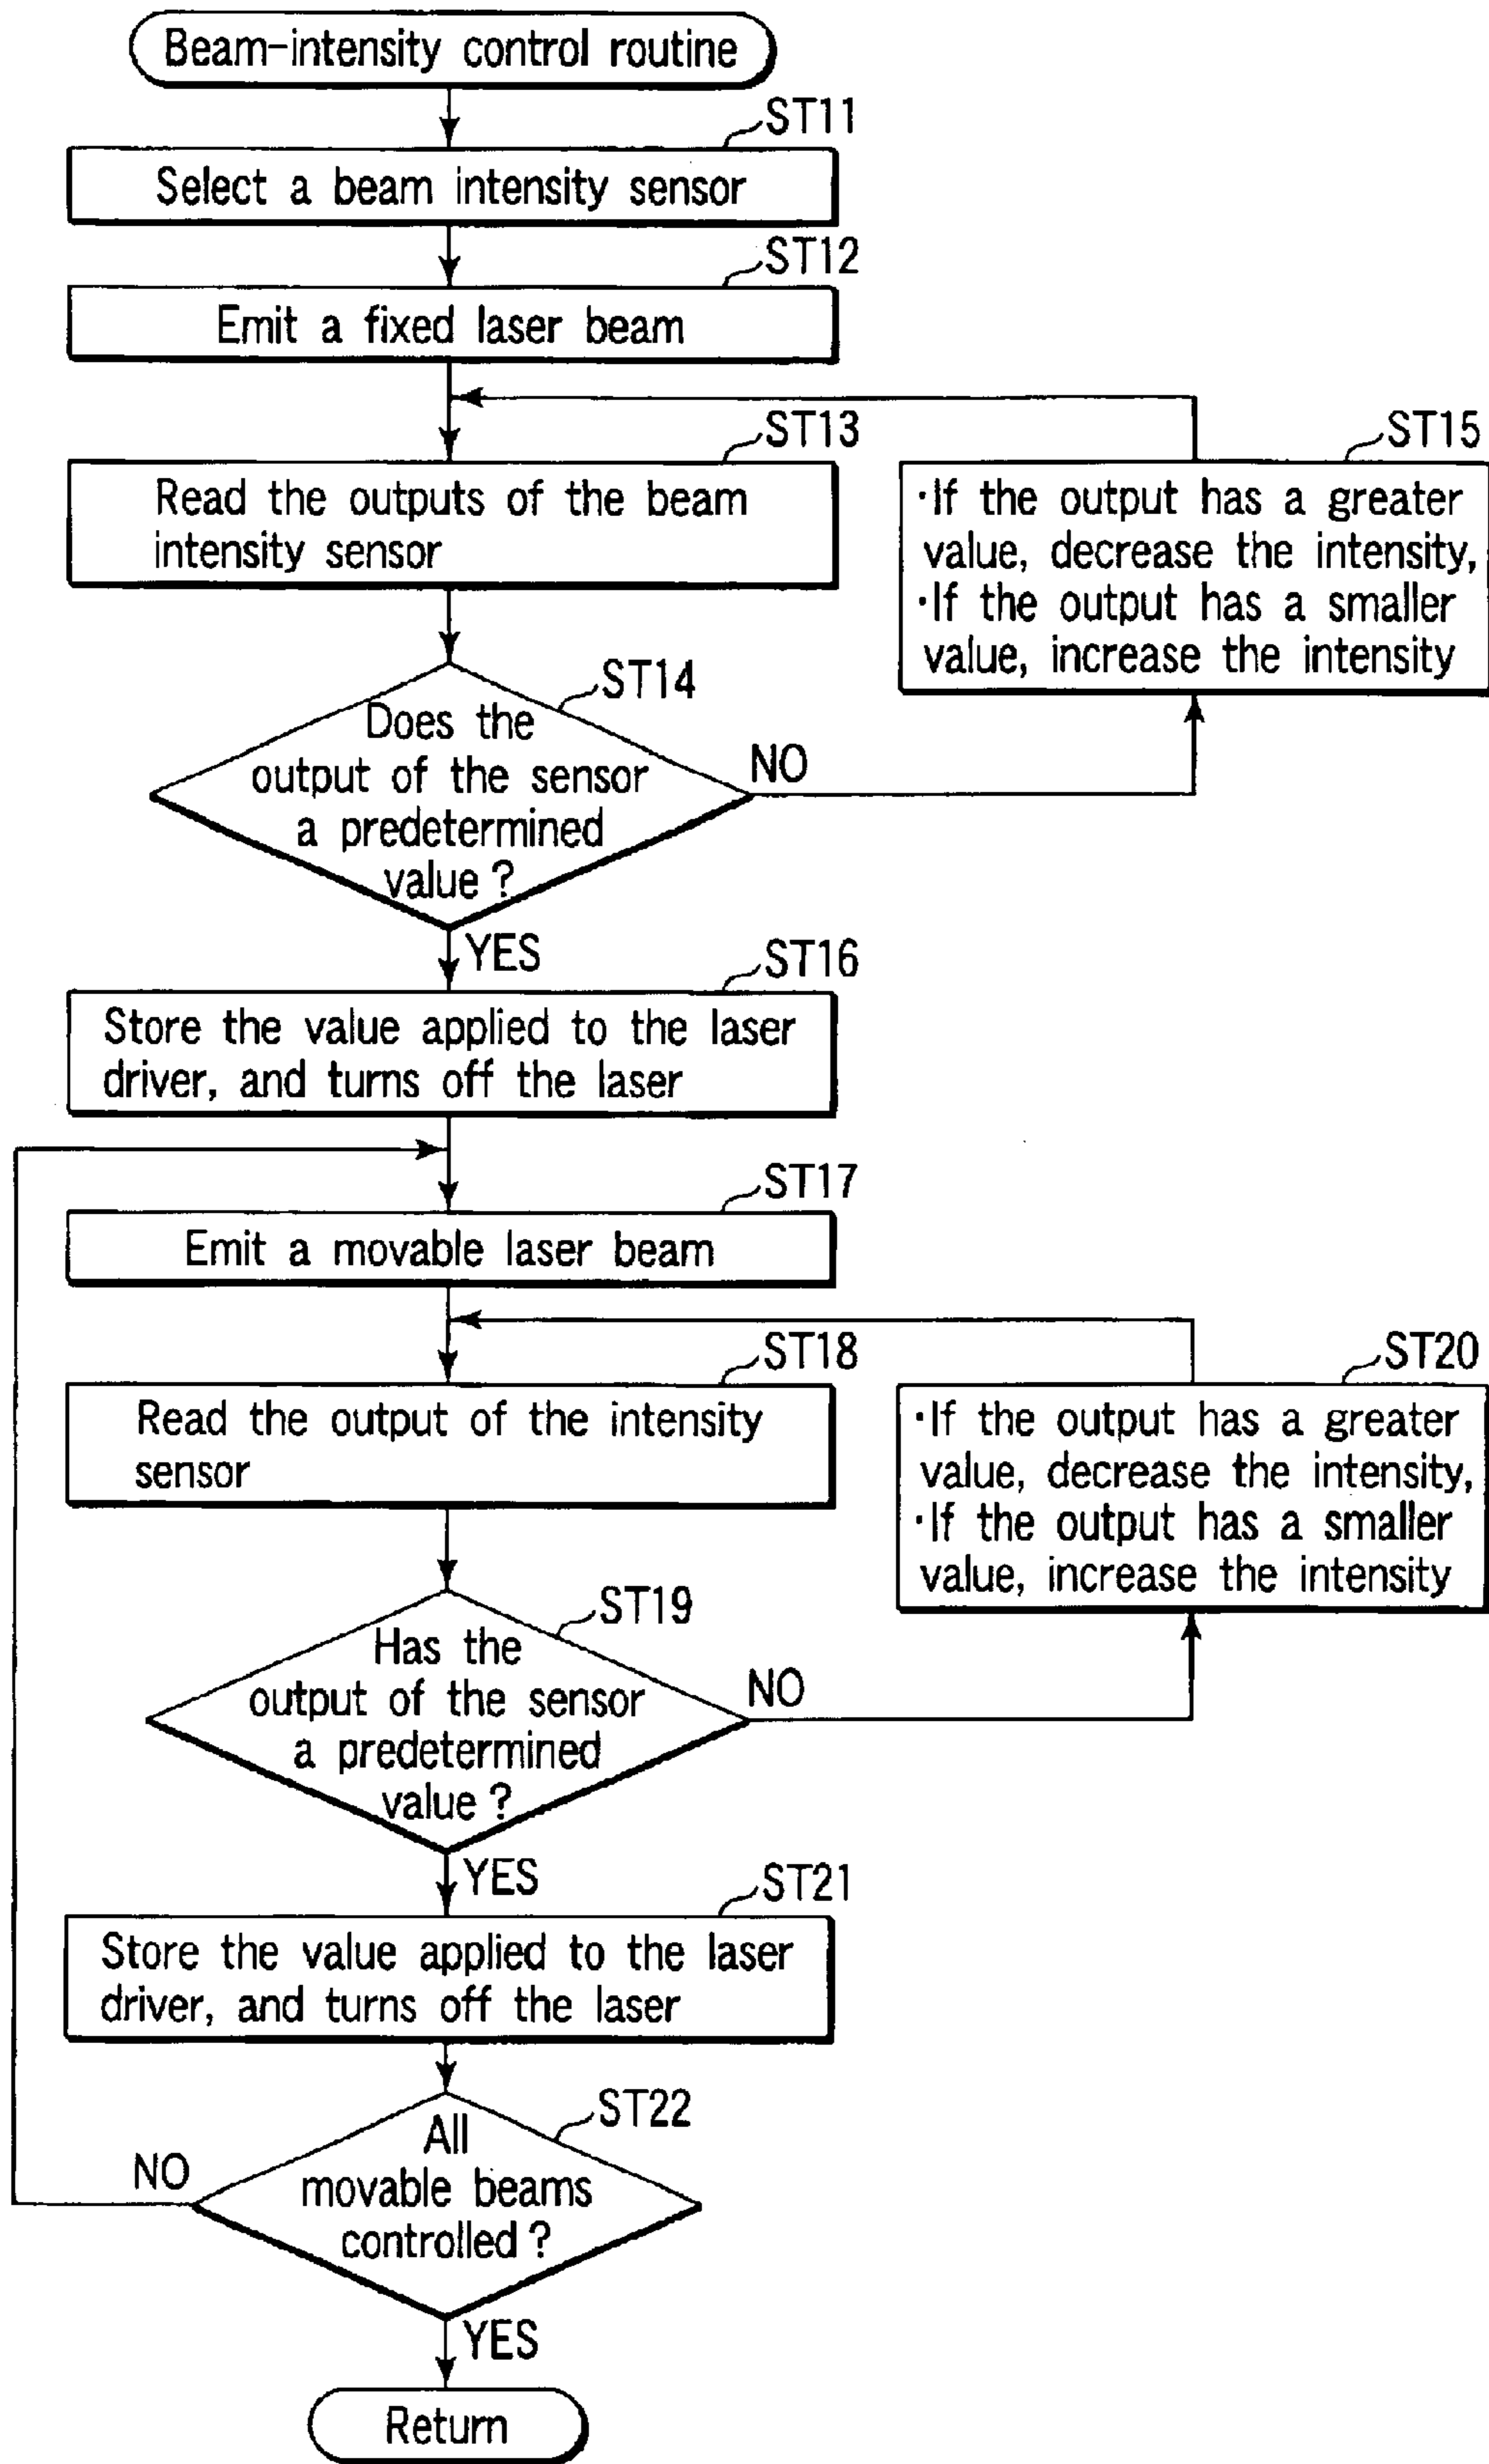 Beam-intensity control routine
ST11
Select a beam intensity sensor
ST12
Emit a fixed laser beam
ST13
Read the outputs of the beam
intensity sensor
ST15
·If the output has a greater
value, decrease the intensity,
·If the output has a smaller
value, increase the intensity
ST14
Does the
output of the sensor
a predetermined
value ?
NO
YES
ST16
Store the value applied to the laser
driver, and turns off the laser
ST17
Emit a movable laser beam
ST18
Read the output of the intensity
sensor
ST20
·If the output has a greater
value, decrease the intensity,
·If the output has a smaller
value, increase the intensity
ST19
Has the
output of the sensor
a predetermined
value ?
NO
YES
ST21
Store the value applied to the laser
driver, and turns off the laser
ST22
All
movable beams
controlled ?
NO
YES
Return